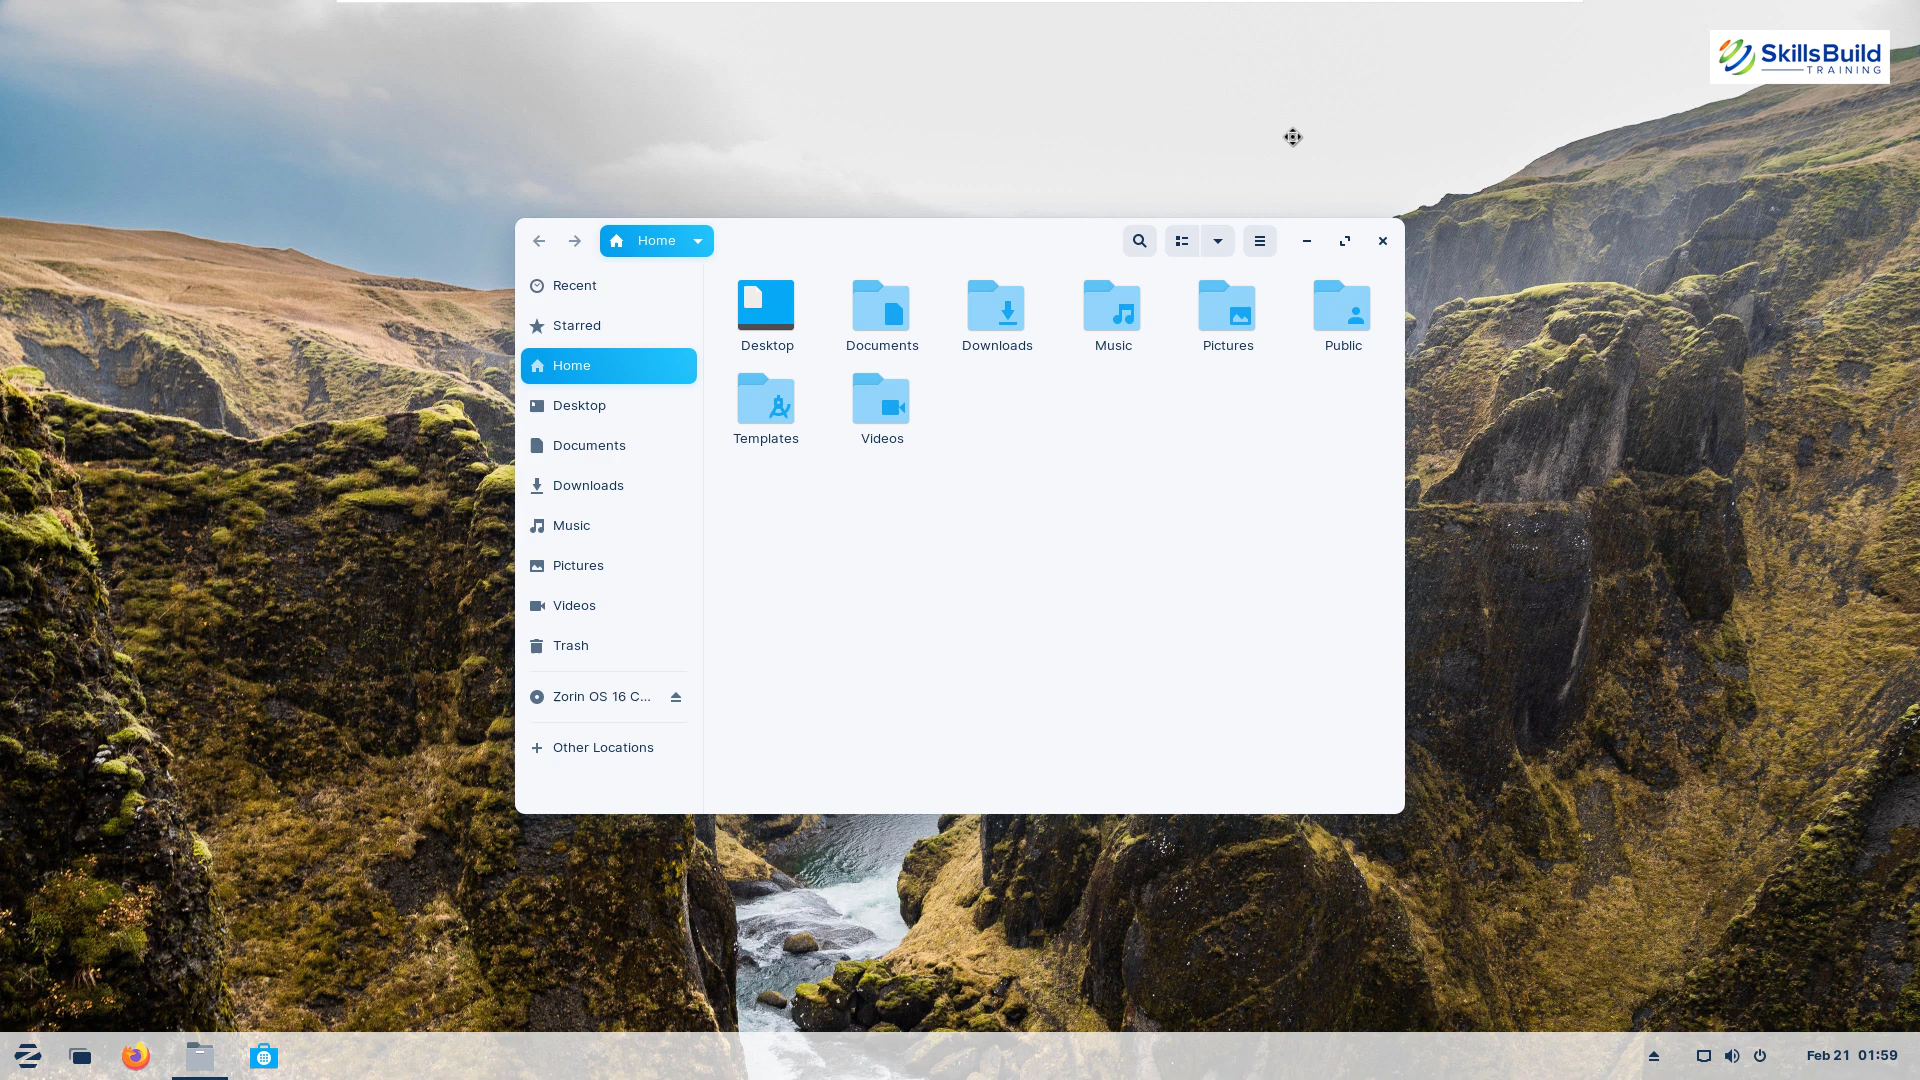 SkillsBuild
TRAINING
Home
Recent
Starred
Home
Desktop
Documents
Downloads
Music
Pictures
Videos
Trash
Zorin OS 16 C...
Other Locations
Desktop
Documents
Downloads
Music
Pictures
Public
Templates
Videos
Feb 21 01:59